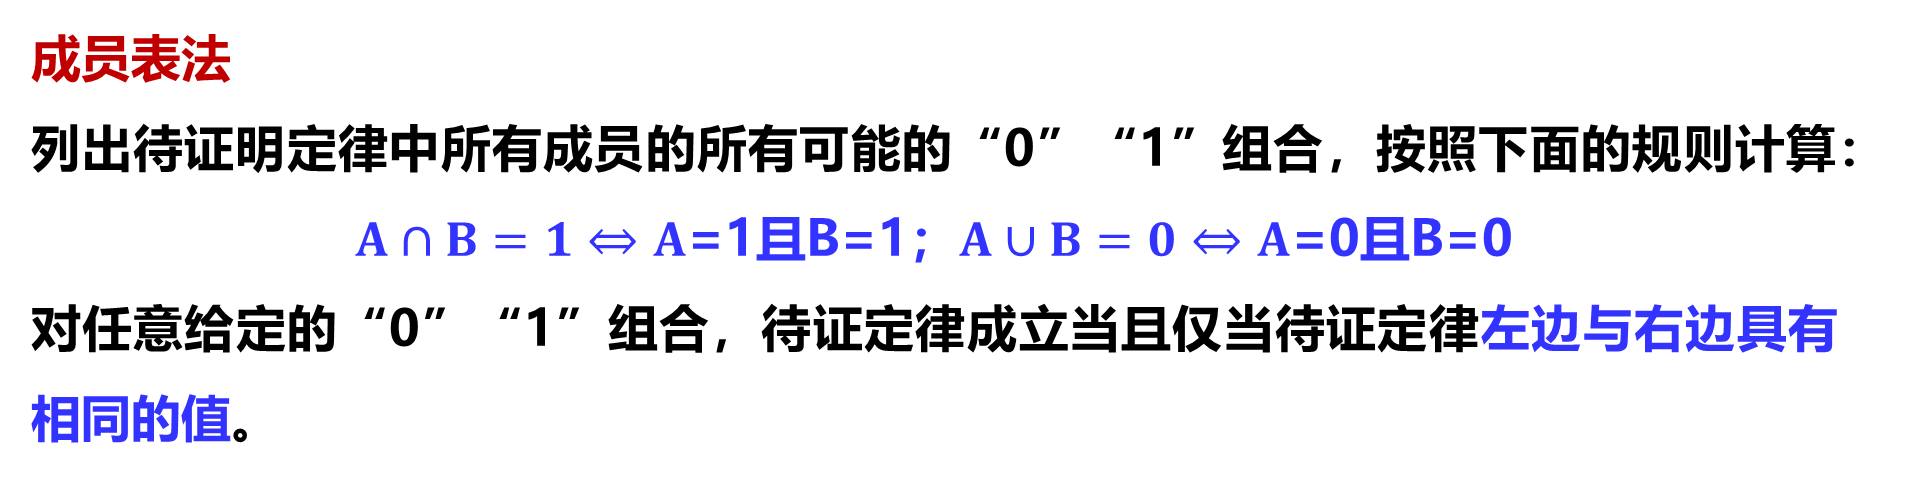 成员表法
列出待证明定律中所有成员的所有可能的“0”“1”组合，按照下面的规则计算：
A ∩ B = 1 ⇔ A=1且B=1；A ∪ B = 0 ⇔ A=0且B=0
对任意给定的“0”“1”组合，待证定律成立当且仅当待证定律左边与右边具有
相同的值。